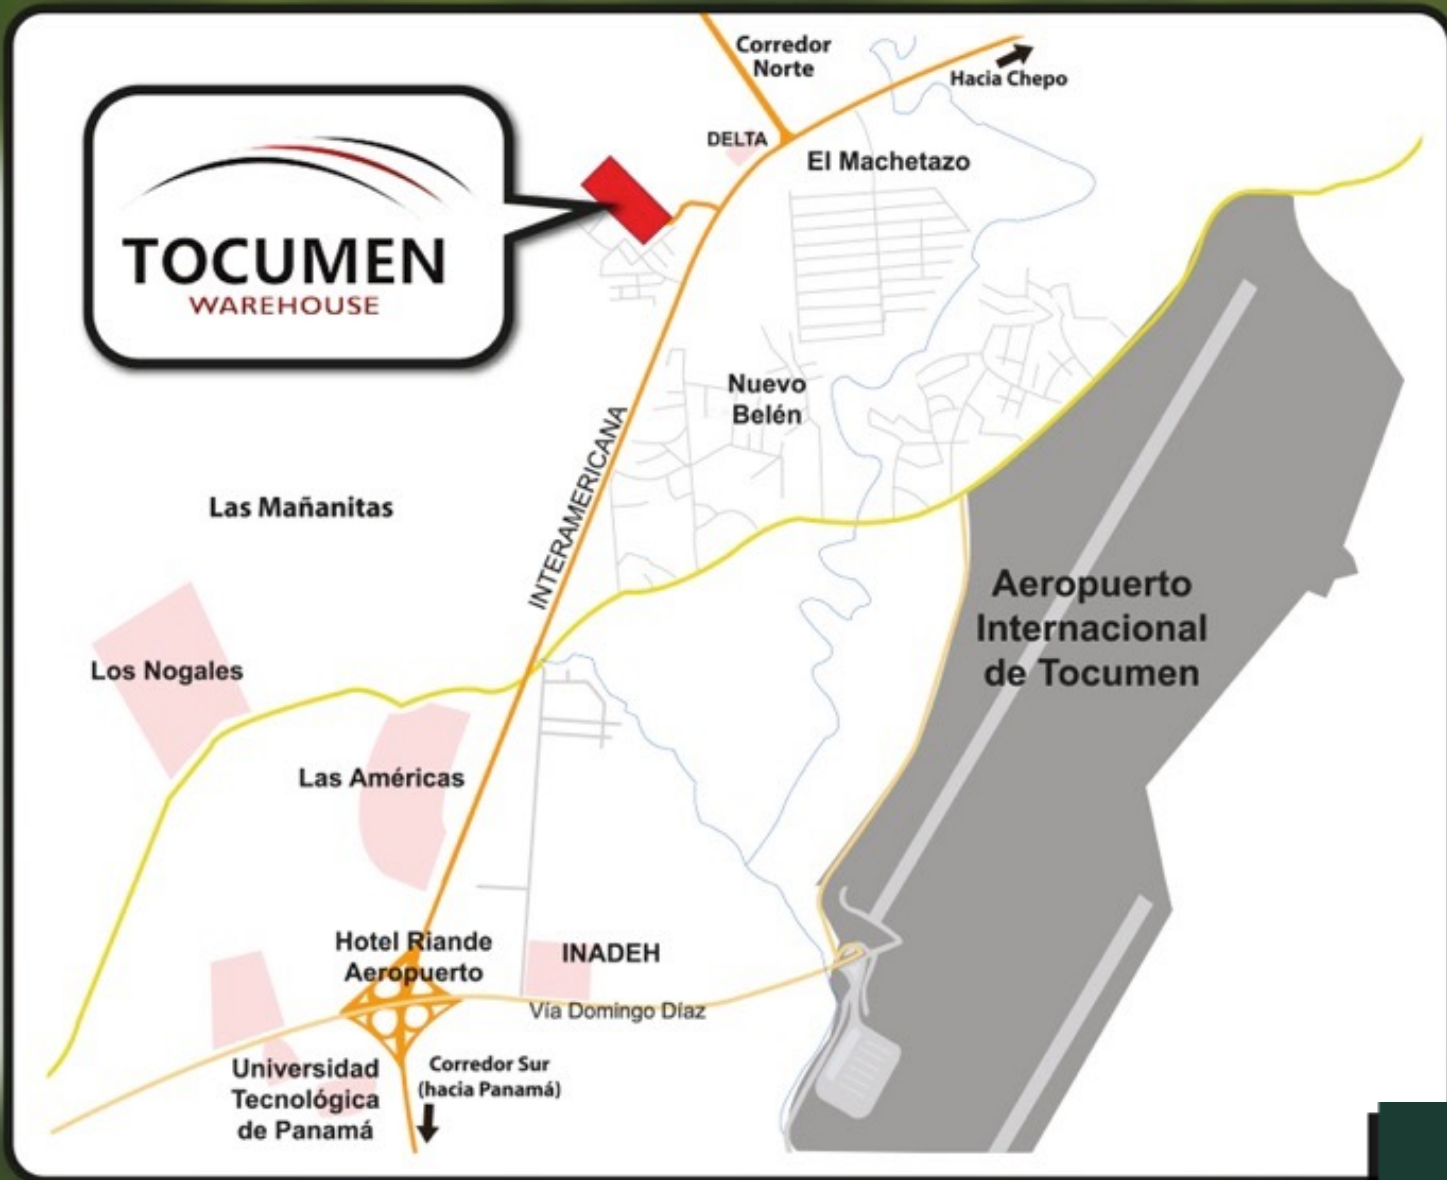 Corredor
Norte
Hacia Chepo
DELTA
El Machetazo
TOCUMEN
WAREHOUSE
Nuevo
Belén
INTERAMERICANA
Las Mañanitas
Aeropuerto
Internacional
de Tocumen
Los Nogales
Las Américas
Hotel Riande
Aeropuerto
INADEH
Vía Domingo Díaz
Universidad
Tecnológica
de Panamá
Corredor Sur
(hacia Panamá)